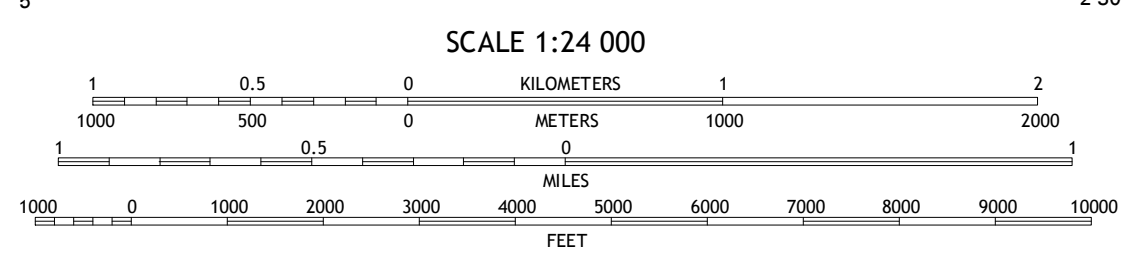 5
2'30
SCALE 1:24 000
1 0.5 0 KILOMETERS 1 2
1000 500 0 METERS 1000 2000
1 0.5 0 1
MILES
1000 0 1000 2000 3000 4000 5000 6000 7000 8000 9000 10000
FEET